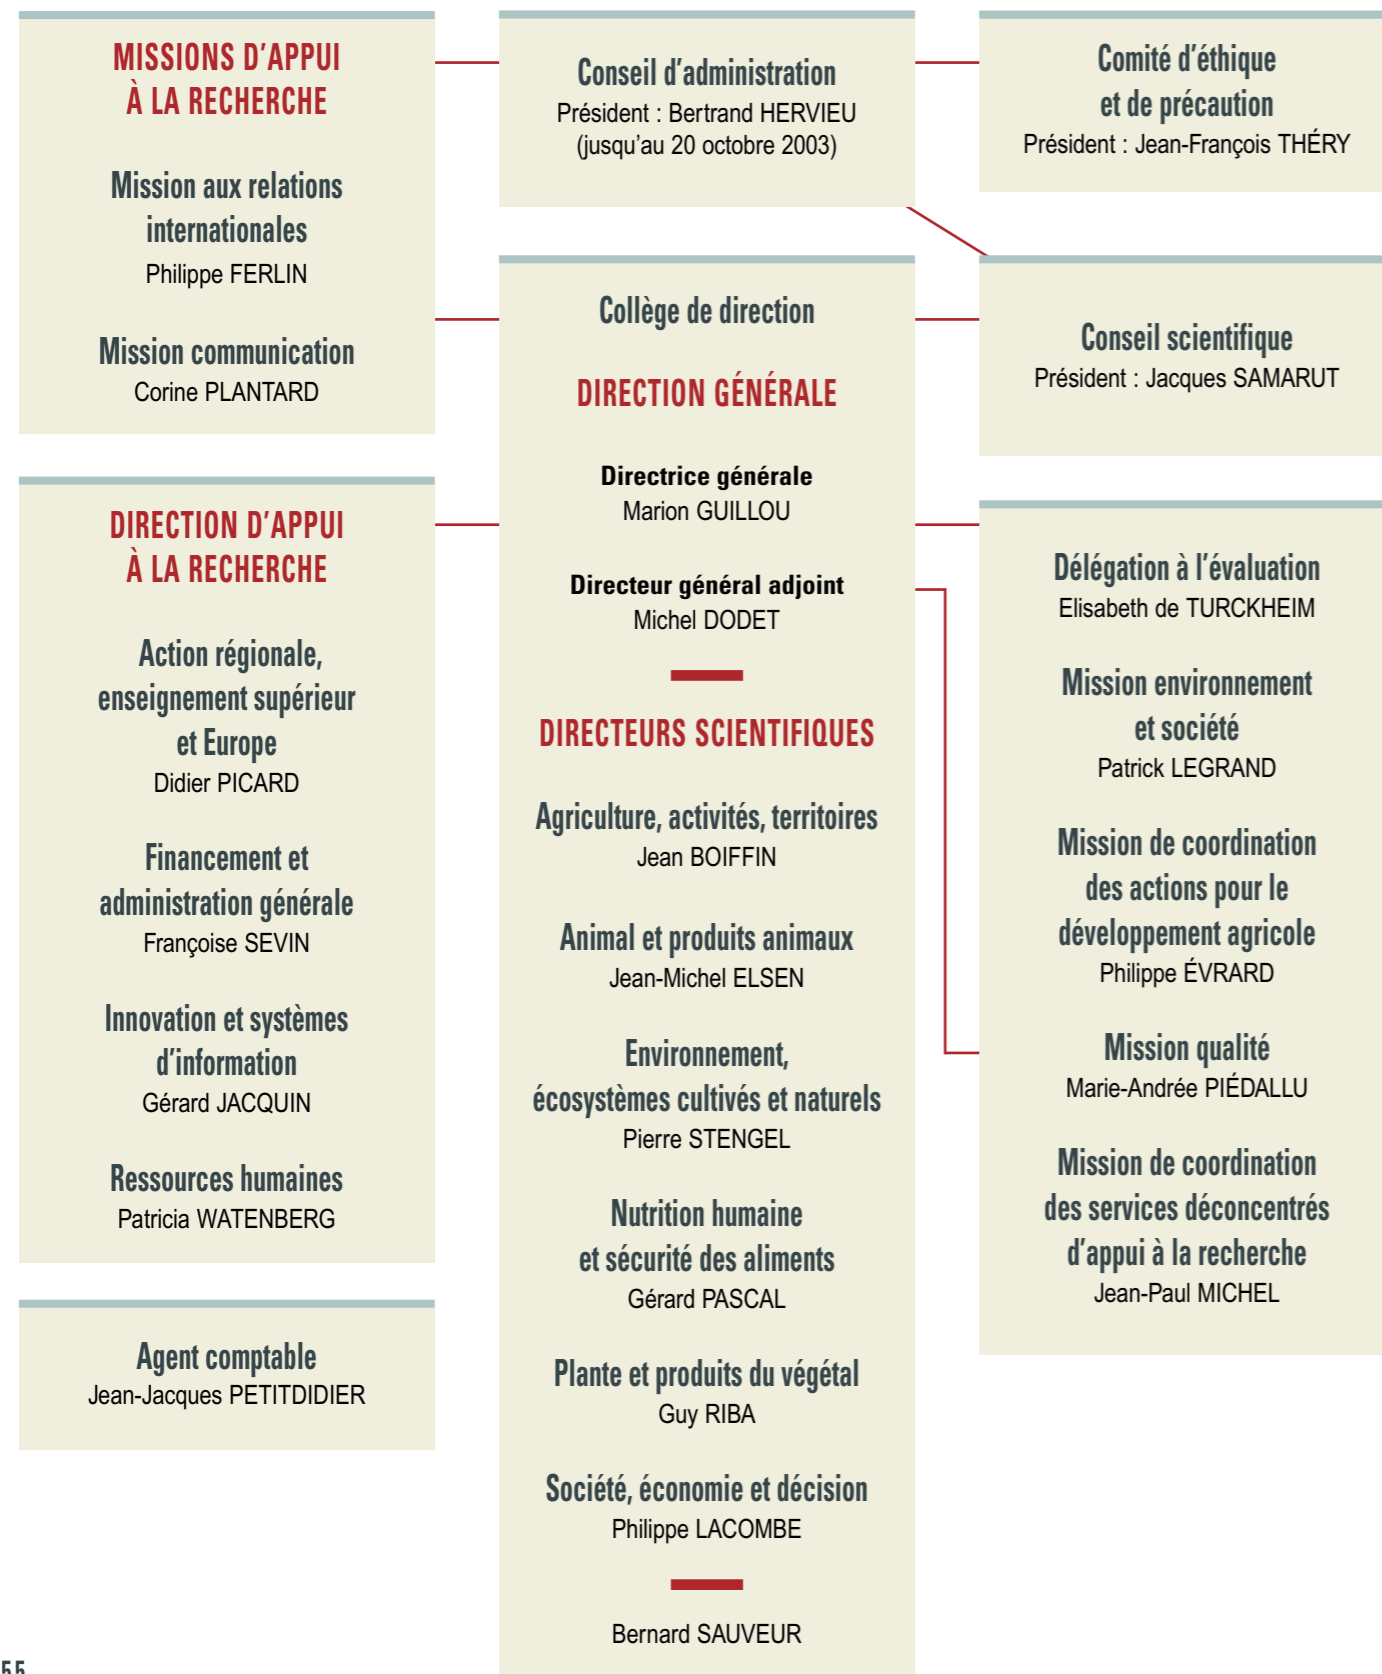 MISSIONS D'APPUI
À LA RECHERCHE
Mission aux relations
internationales
Philippe FERLIN
Mission communication
Corine PLANTARD
Conseil d'administration
Président : Bertrand HERVIEU
(jusqu'au 20 octobre 2003)
Comité d'éthique
et de précaution
Président : Jean-François THÉRY
Conseil scientifique
Président : Jacques SAMARUT
DIRECTION D'APPUI
À LA RECHERCHE
Action régionale,
enseignement supérieur
et Europe
Didier PICARD
Financement et
administration générale
Françoise SEVIN
Innovation et systèmes
d'information
Gérard JACQUIN
Ressources humaines
Patricia WATENBERG
Agent comptable
Jean-Jacques PETITDIDIER
Collège de direction
DIRECTION GÉNÉRALE
Directrice générale
Marion GUILLOU
Directeur général adjoint
Michel DODET
DIRECTEURS SCIENTIFIQUES
Agriculture, activités, territoires
Jean BOIFFIN
Animal et produits animaux
Jean-Michel ELSEN
Environnement,
écosystèmes cultivés et naturels
Pierre STENGEL
Nutrition humaine
et sécurité des aliments
Gérard PASCAL
Plante et produits du végétal
Guy RIBA
Société, économie et décision
Philippe LACOMBE
Bernard SAUVEUR
Délégation à l'évaluation
Elisabeth de TURCKHEIM
Mission environnement
et société
Patrick LEGRAND
Mission de coordination
des actions pour le
développement agricole
Philippe ÉVRARD
Mission qualité
Marie-Andrée PIÉDALLU
Mission de coordination
des services déconcentrés
d'appui à la recherche
Jean-Paul MICHEL
55